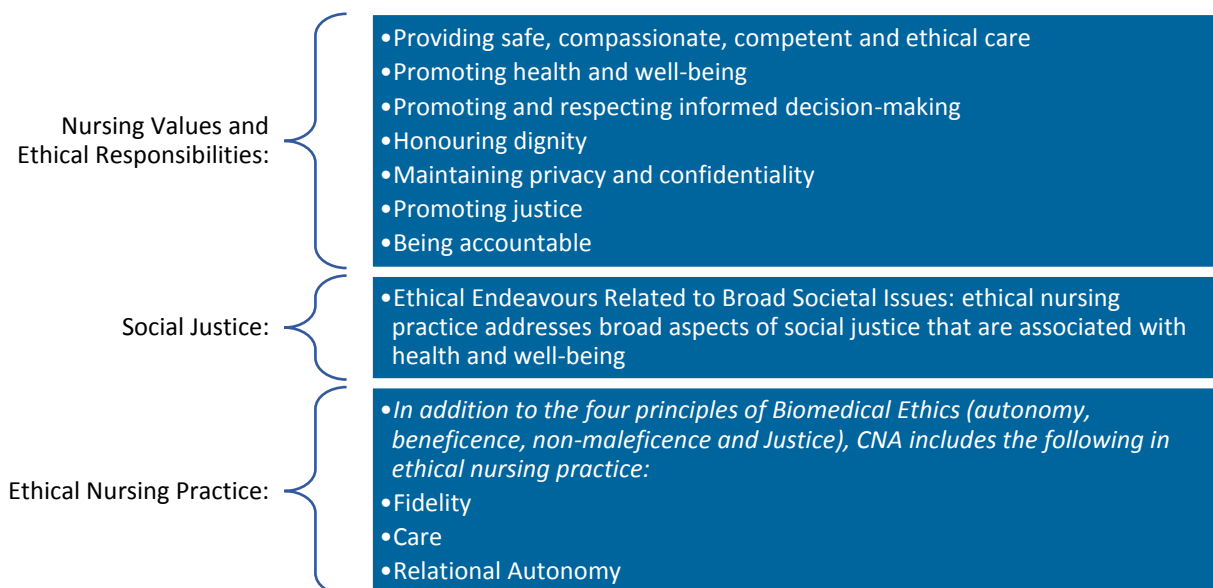 Nursing Values and
Ethical Responsibilities:
•Providing safe, compassionate, competent and ethical care
•Promoting health and well-being
•Promoting and respecting informed decision-making
•Honouring dignity
•Maintaining privacy and confidentiality
•Promoting justice
•Being accountable
Social Justice:
•Ethical Endeavours Related to Broad Societal Issues: ethical nursing
practice addresses broad aspects of social justice that are associated with
health and well-being
Ethical Nursing Practice:
•In addition to the four principles of Biomedical Ethics (autonomy,
beneficence, non-maleficence and Justice), CNA includes the following in
ethical nursing practice:
•Fidelity
•Care
•Relational Autonomy